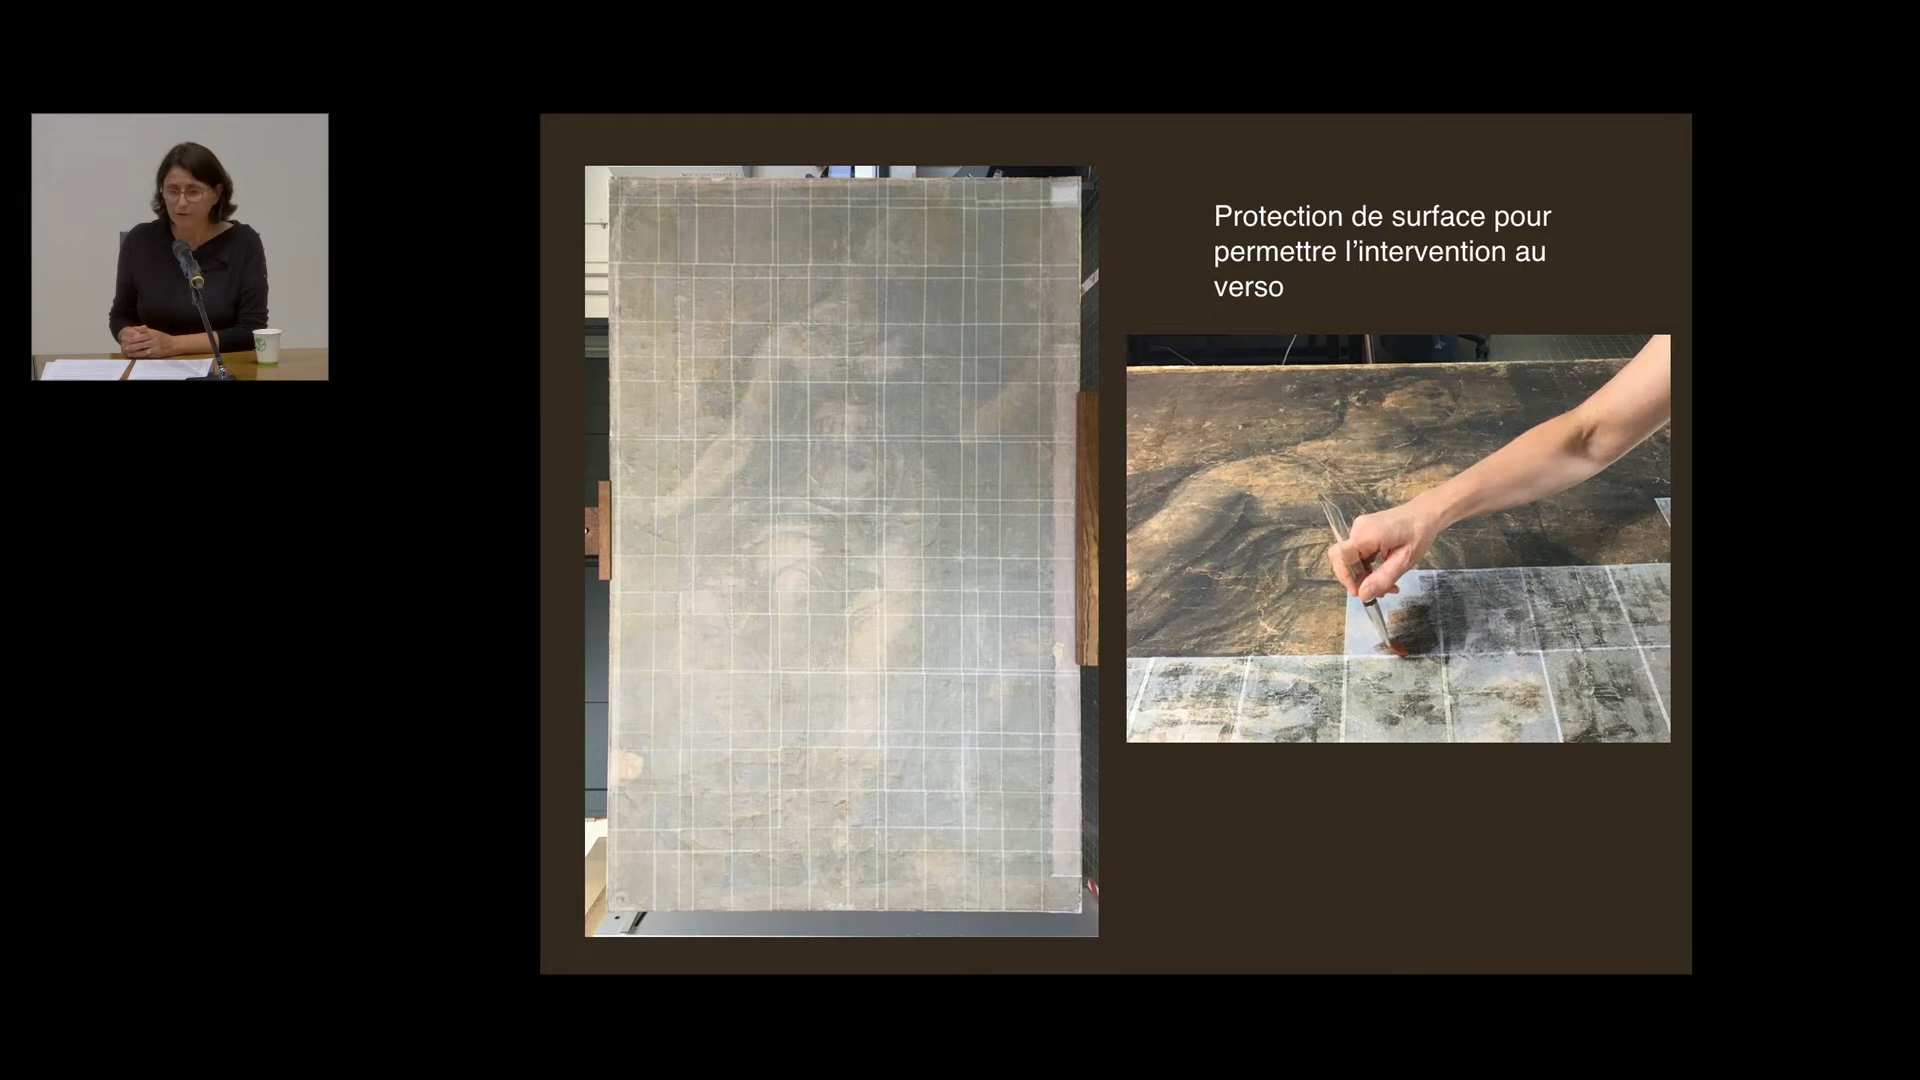 Protection de surface pour
permettre l’intervention au
verso